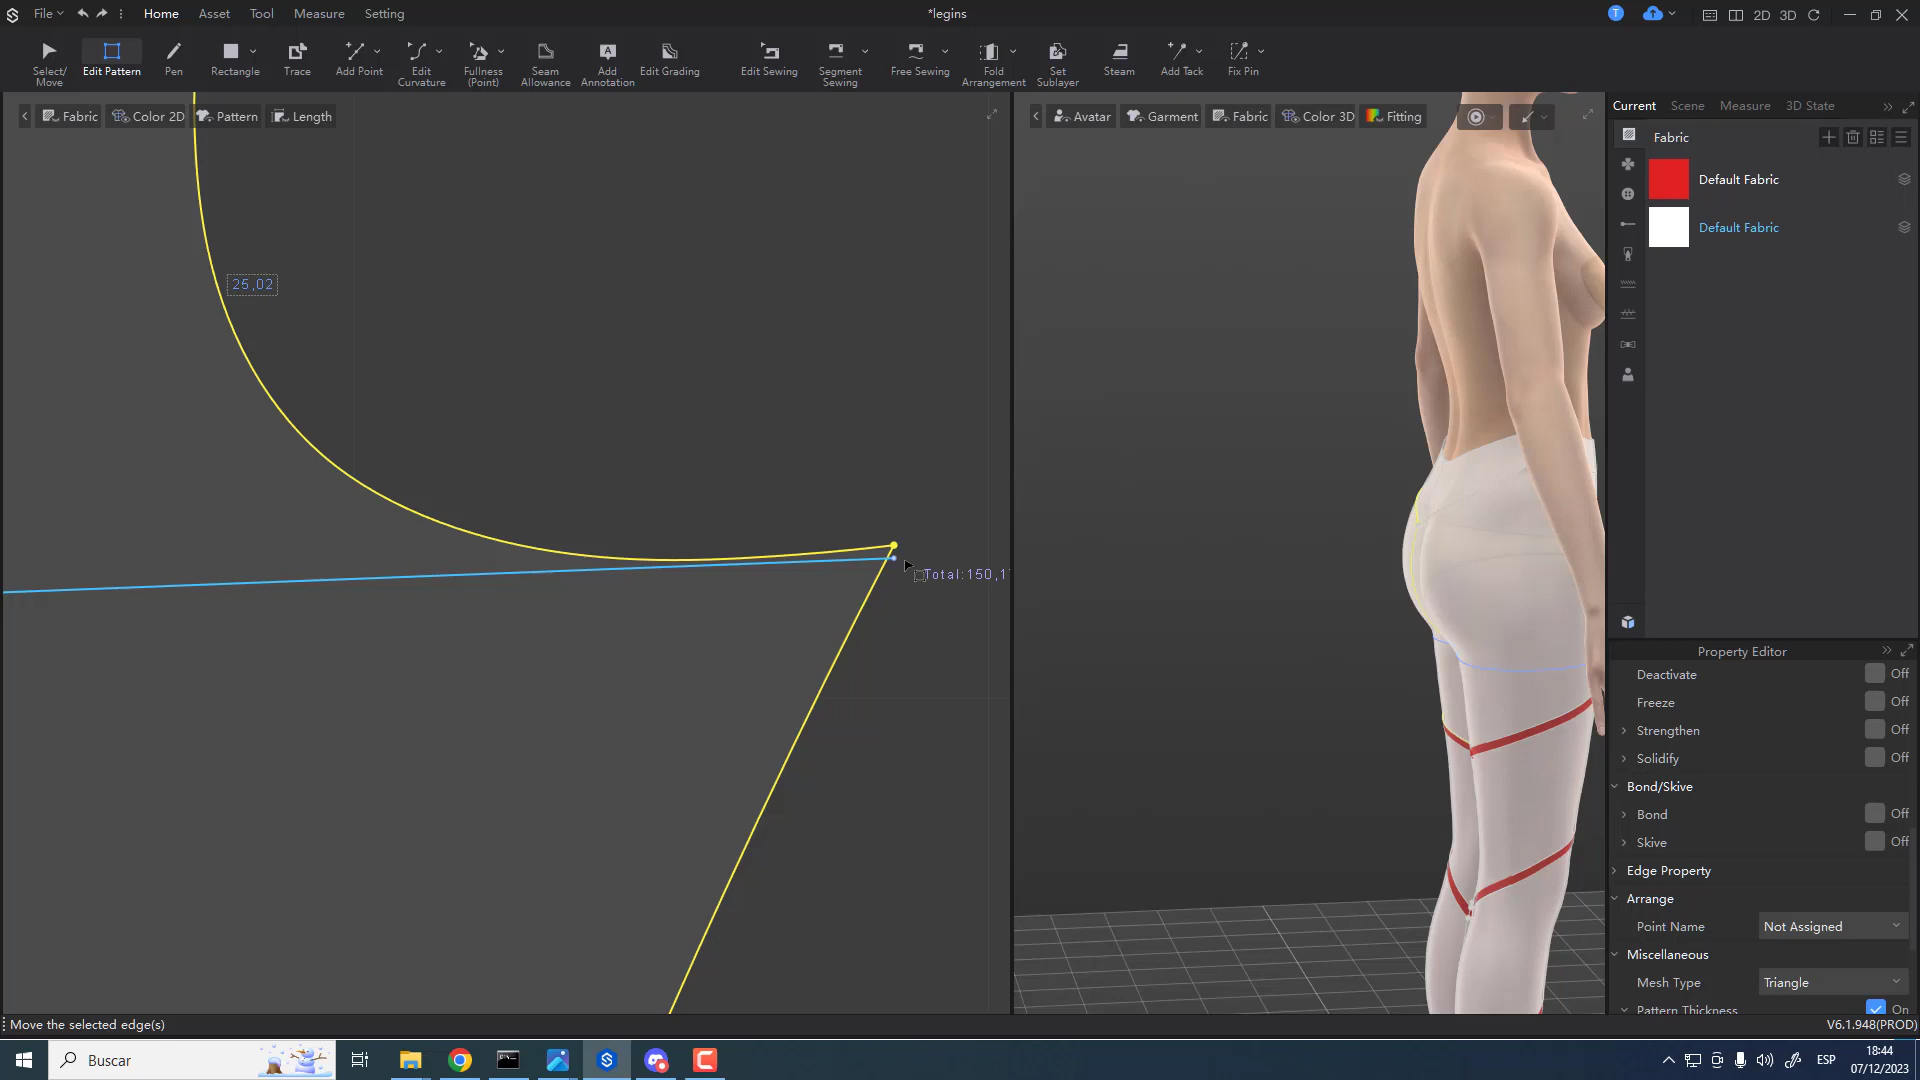 File
Home
Asset
Tool
Measure
Setting
*legins
T
2D
3D
Select/
Move
Edit Pattern
Pen
Rectangle
Trace
Add Point
Edit
Curvature
Fullness
(Point)
Seam
Allowance
Add
Annotation
Edit Grading
Edit Sewing
Segment
Sewing
Free Sewing
Fold
Arrangement
Set
Sublayer
Steam
Add Tack
Fix Pin
Fabric
Color 2D
Pattern
Length
Avatar
Garment
Fabric
Color 3D
Fitting
Current
Scene
Measure
3D State
Fabric
Default Fabric
Default Fabric
25,02
Total:150,1
Property Editor
Deactivate
Off
Freeze
Off
Strengthen
Off
Solidify
Off
Bond/Skive
Bond
Off
Skive
Off
Edge Property
Arrange
Point Name
Not Assigned
Miscellaneous
Mesh Type
Triangle
Pattern Thickness
On
Move the selected edge(s)
V6.1.948(PROD)
Buscar
ESP
18:44
07/12/2023